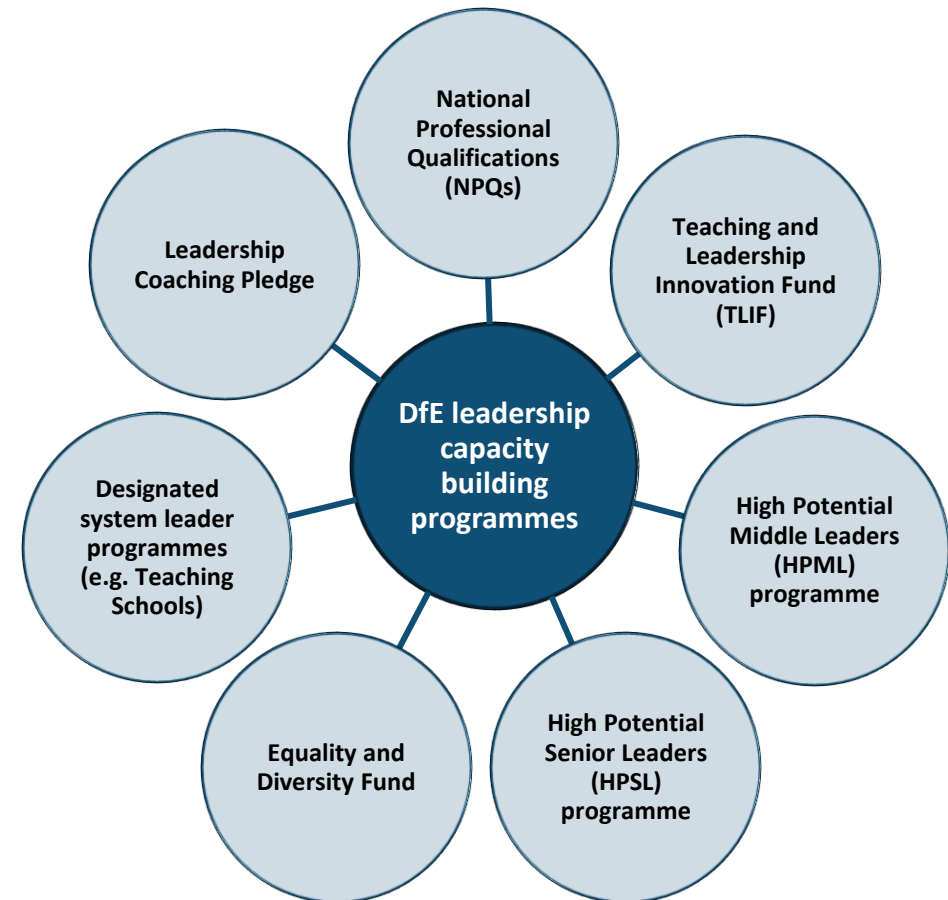 National
Professional
Qualifications
(NPQs)
Teaching and
Leadership
Innovation Fund
(TLIF)
High Potential
Middle Leaders
(HPML)
programme
High Potential
Senior Leaders
(HPSL)
programme
Equality and
Diversity Fund
Designated
system leader
programmes
(e.g. Teaching
Schools)
Leadership
Coaching Pledge
DfE leadership
capacity
building
programmes